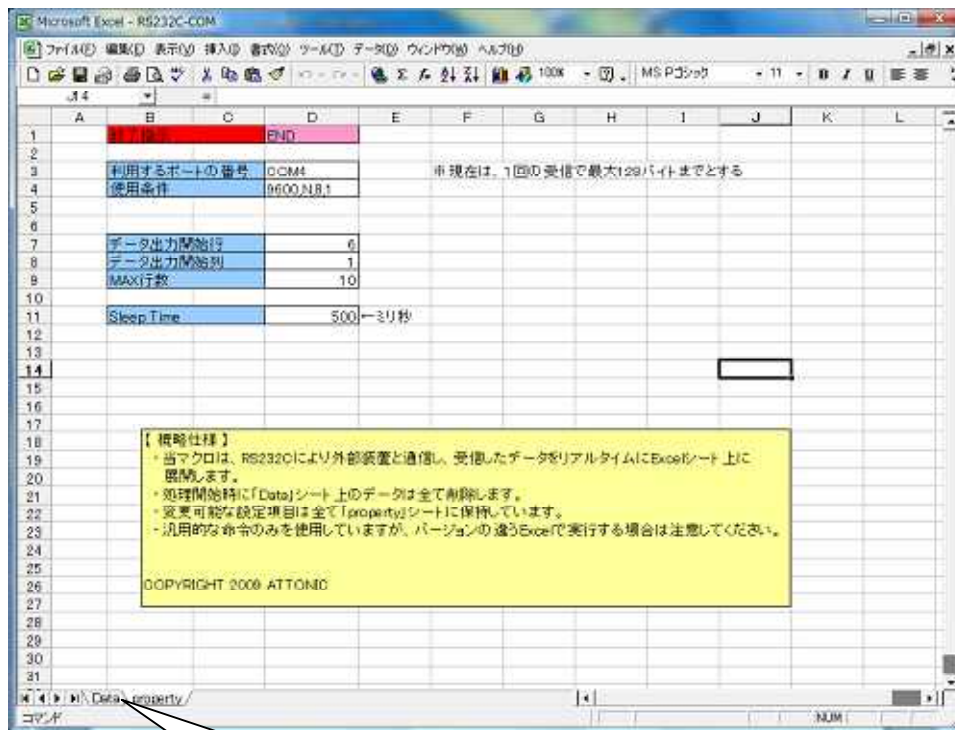 Microsoft Excel - RS232C-COM
ファイル(F) 編集(E) 表示(V) 挿入(I) 書式(O) ツール(T) データ(D) ウィンドウ(W) ヘルプ(H)
100% MS Pゴシック 11 B I U
J14 =
A B C D E F G H I J K L
1 終了指示 END
2
3 利用するポートの番号 COM4 ※現在は、1回の受信で最大128バイトまでとする
4 使用条件 9600,N,8,1
5
6
7 データ出力開始行 6
8 データ出力開始列 1
9 MAX行数 10
10
11 Sleep Time 500 ←ミリ秒
12
13
14
15
16
17
18 【 概略仕様 】
19 ・当マクロは、RS232Cにより外部装置と通信し、受信したデータをリアルタイムにExcelシート上に
20 展開します。
21 ・処理開始時に「Data」シート上のデータは全て削除します。
22 ・変更可能な設定項目は全て「property」シートに保持しています。
23 ・汎用的な命令のみを使用していますが、バージョンの違うExcelで実行する場合は注意してください。
24
25
26 COPYRIGHT 2009 ATTONIC
27
28
29
30
31
Data property
コマンド NUM